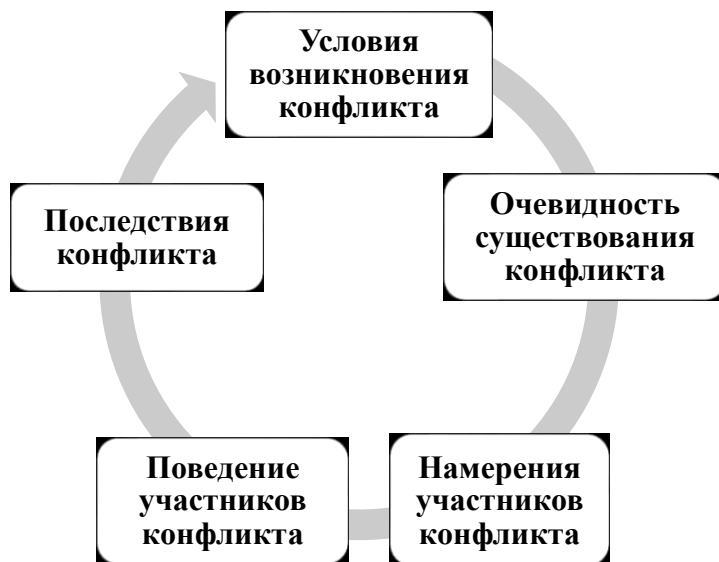 Условия
возникновения
конфликта
Очевидность
существования
конфликта
Намерения
участников
конфликта
Поведение
участников
конфликта
Последствия
конфликта